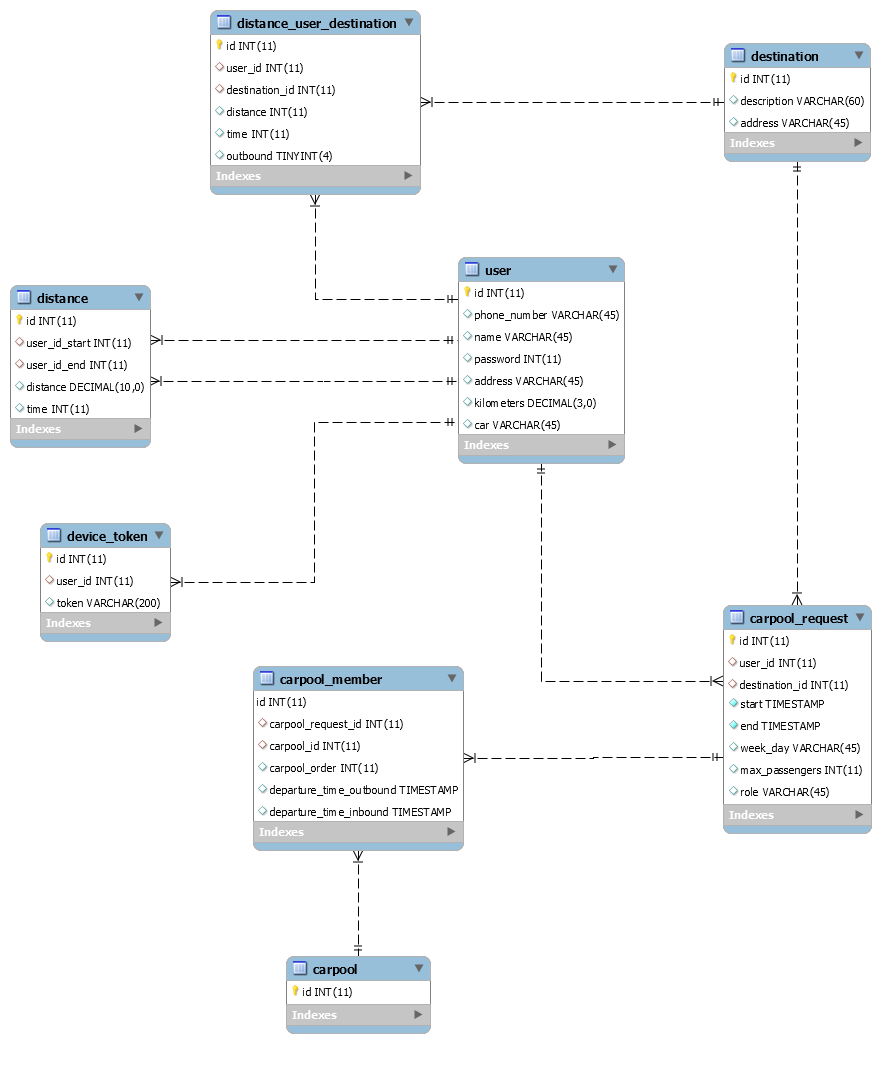 distance_user_destination
id INT(11)
user_id INT(11)
destination_id INT(11)
distance INT(11)
time INT(11)
outbound TINYINT(4)
Indexes
destination
id INT(11)
description VARCHAR(60)
address VARCHAR(45)
Indexes
user
id INT(11)
phone_number VARCHAR(45)
name VARCHAR(45)
password INT(11)
address VARCHAR(45)
kilometers DECIMAL(3,0)
car VARCHAR(45)
Indexes
distance
id INT(11)
user_id_start INT(11)
user_id_end INT(11)
distance DECIMAL(10,0)
time INT(11)
Indexes
device_token
id INT(11)
user_id INT(11)
token VARCHAR(200)
Indexes
carpool_request
id INT(11)
user_id INT(11)
destination_id INT(11)
start TIMESTAMP
end TIMESTAMP
week_day VARCHAR(45)
max_passengers INT(11)
role VARCHAR(45)
Indexes
carpool_member
id INT(11)
carpool_request_id INT(11)
carpool_id INT(11)
carpool_order INT(11)
departure_time_outbound TIMESTAMP
departure_time_inbound TIMESTAMP
Indexes
carpool
id INT(11)
Indexes